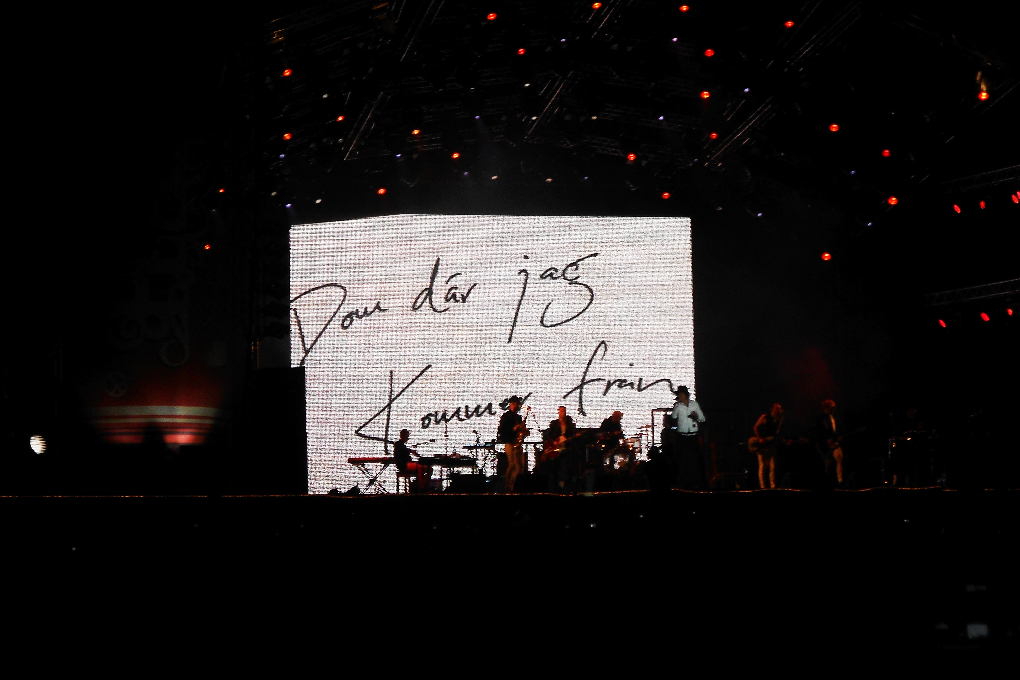 Dom där jag
Kommer från